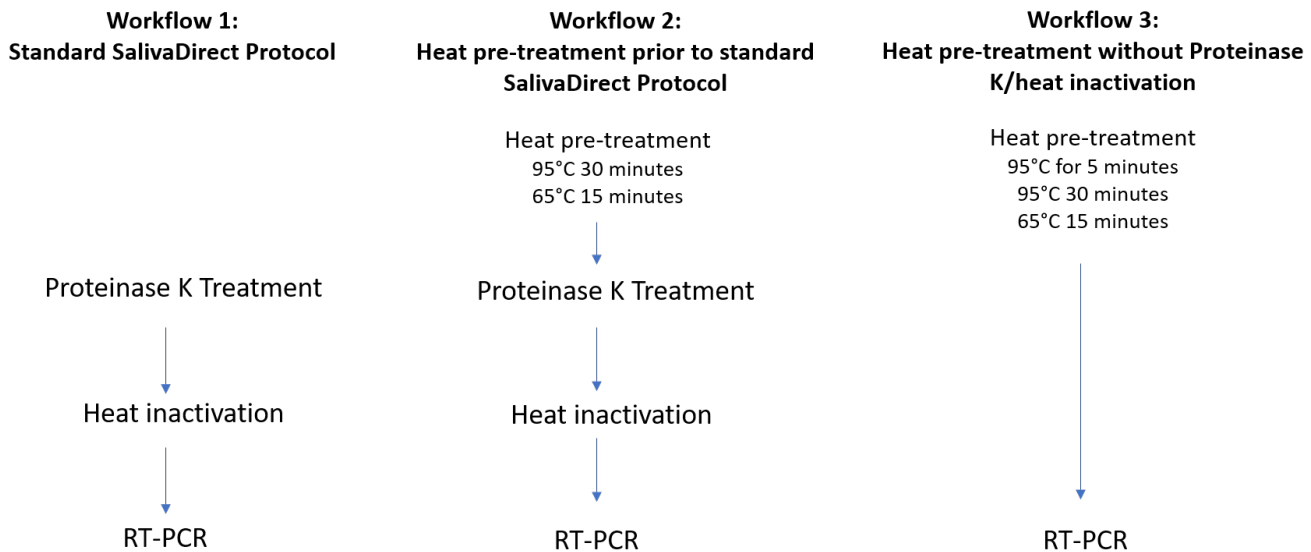 Workflow 1:
Standard SalivaDirect Protocol
Proteinase K Treatment
Heat inactivation
RT-PCR
Workflow 2:
Heat pre-treatment prior to standard
SalivaDirect Protocol
Heat pre-treatment
95°C 30 minutes
65°C 15 minutes
Proteinase K Treatment
Heat inactivation
RT-PCR
Workflow 3:
Heat pre-treatment without Proteinase
K/heat inactivation
Heat pre-treatment
95°C for 5 minutes
95°C 30 minutes
65°C 15 minutes
RT-PCR